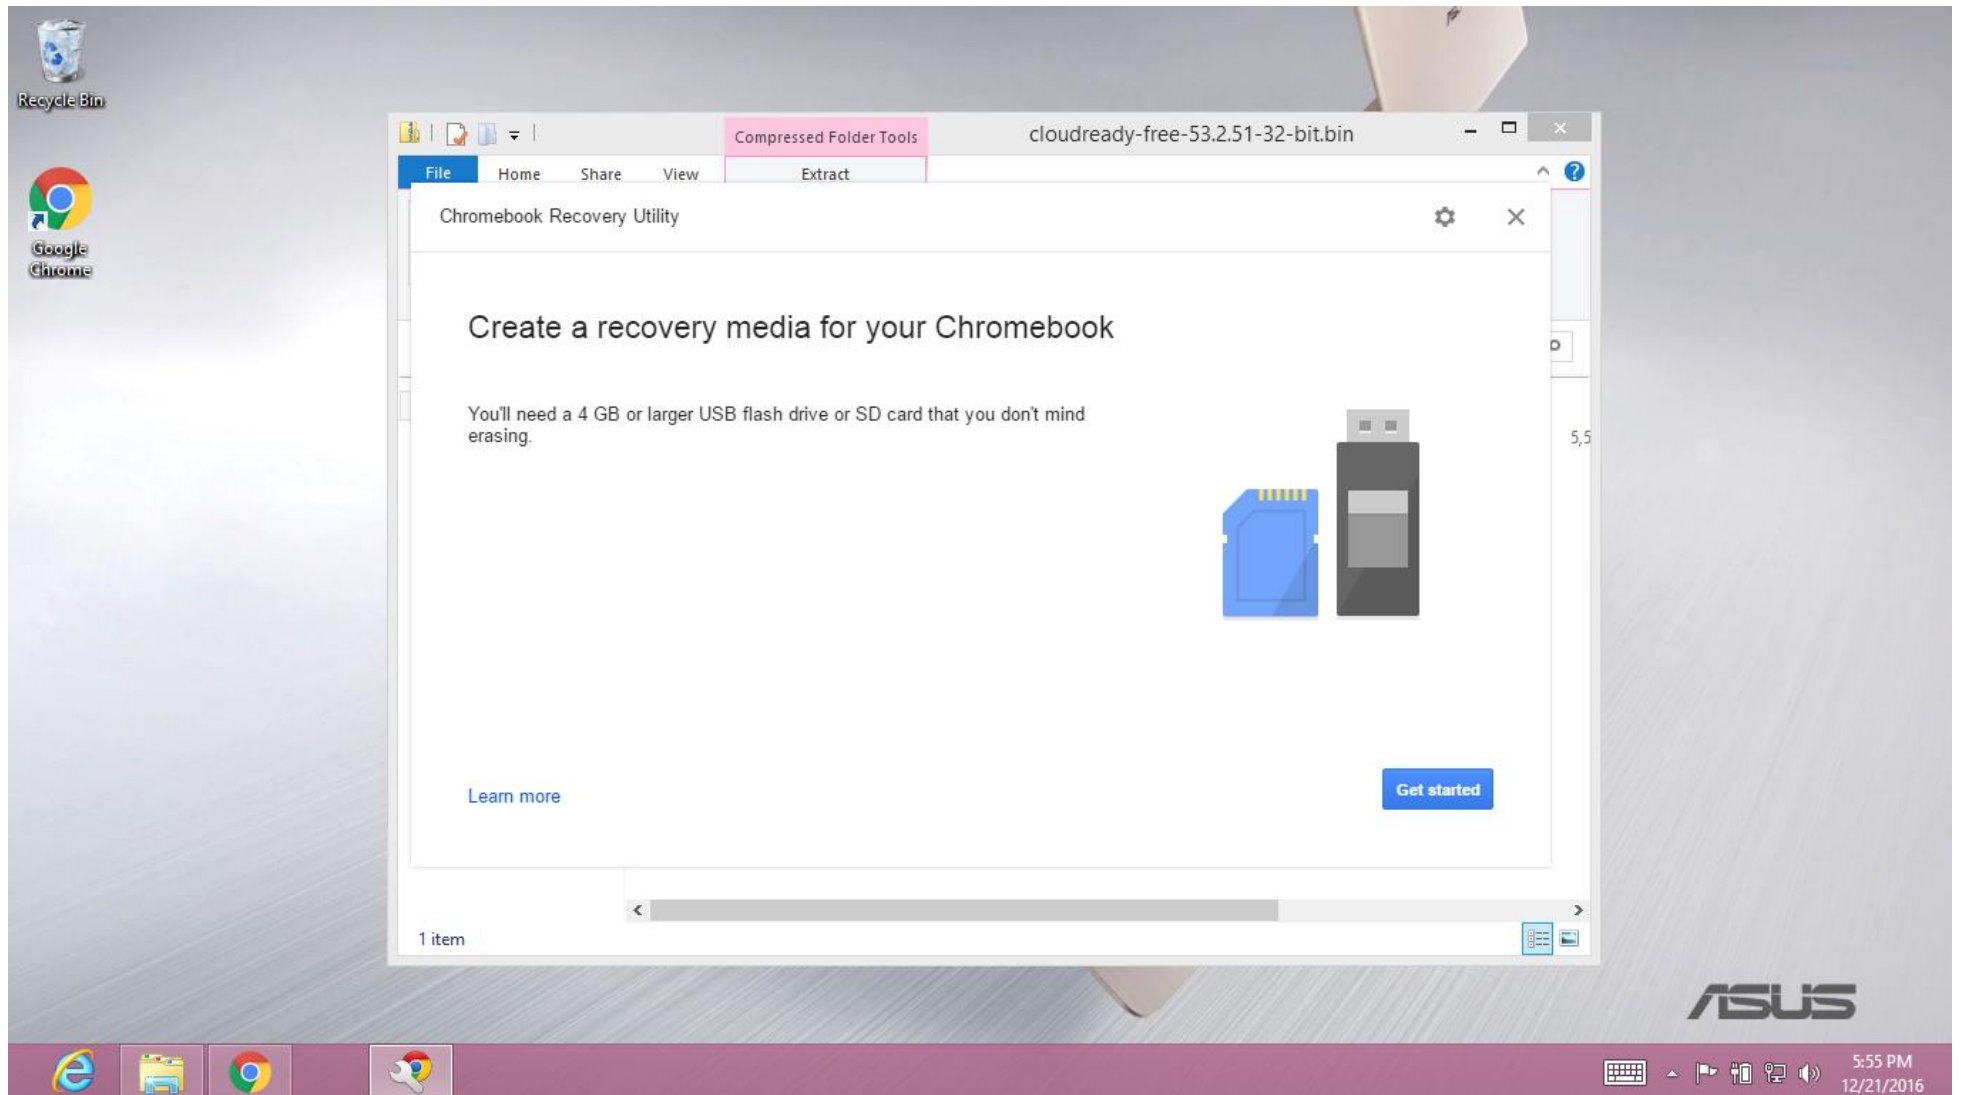 Recycle Bin
Google
Chrome
Compressed Folder Tools
cloudready-free-53.2.51-32-bit.bin
File
Home
Share
View
Extract
Chromebook Recovery Utility
Create a recovery media for your Chromebook
You'll need a 4 GB or larger USB flash drive or SD card that you don't mind
erasing.
5,5
Learn more
Get started
1 item
ASUS
5:55 PM
12/21/2016